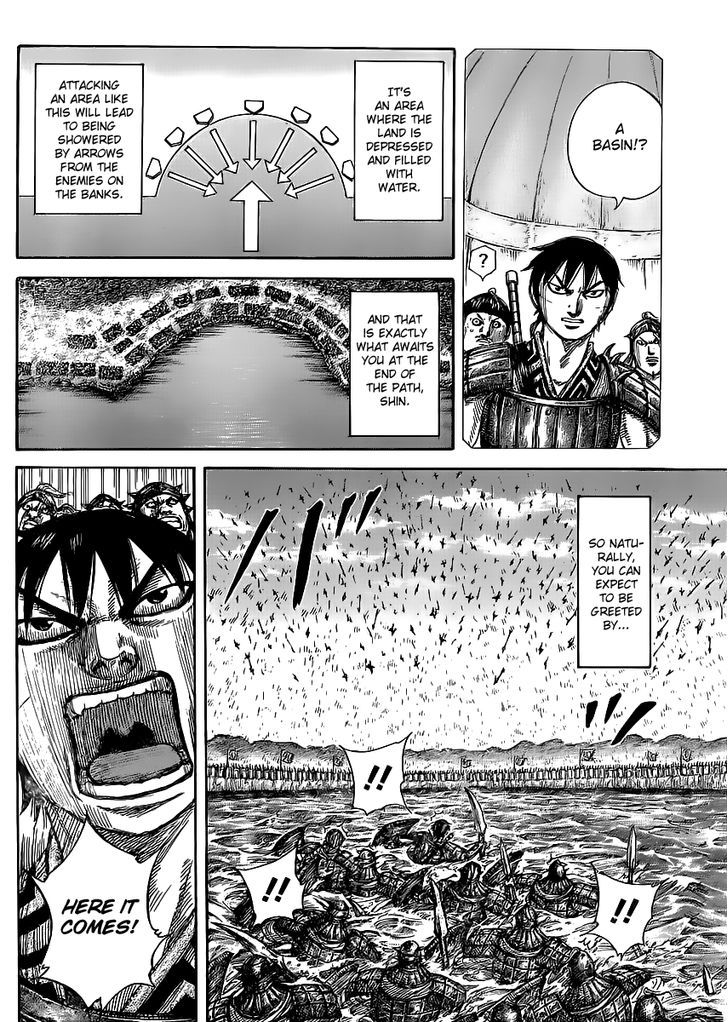 A
BASIN!?
?
IT'S
AN AREA
WHERE THE
LAND IS
DEPRESSED
AND FILLED
WITH
WATER.
ATTACKING
AN AREA LIKE
THIS WILL LEAD
TO BEING
SHOWERED
BY ARROWS
FROM THE
ENEMIES ON
THE BANKS.
AND THAT
IS EXACTLY
WHAT AWAITS
YOU AT THE
END OF
THE PATH,
SHIN.
SO NATU-
RALLY, YOU
CAN
EXPECT
TO BE
GREETED
BY...
!!
!!
!!
HERE IT
COMES!